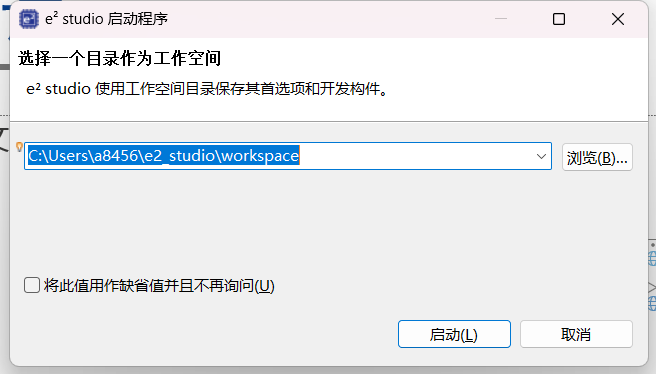 e² studio 启动程序
选择一个目录作为工作空间
e² studio 使用工作空间目录保存其首选项和开发构件。
C:\Users\a8456\e2_studio\workspace
浏览(B)...
将此值用作缺省值并且不再询问(U)
启动(L)
取消